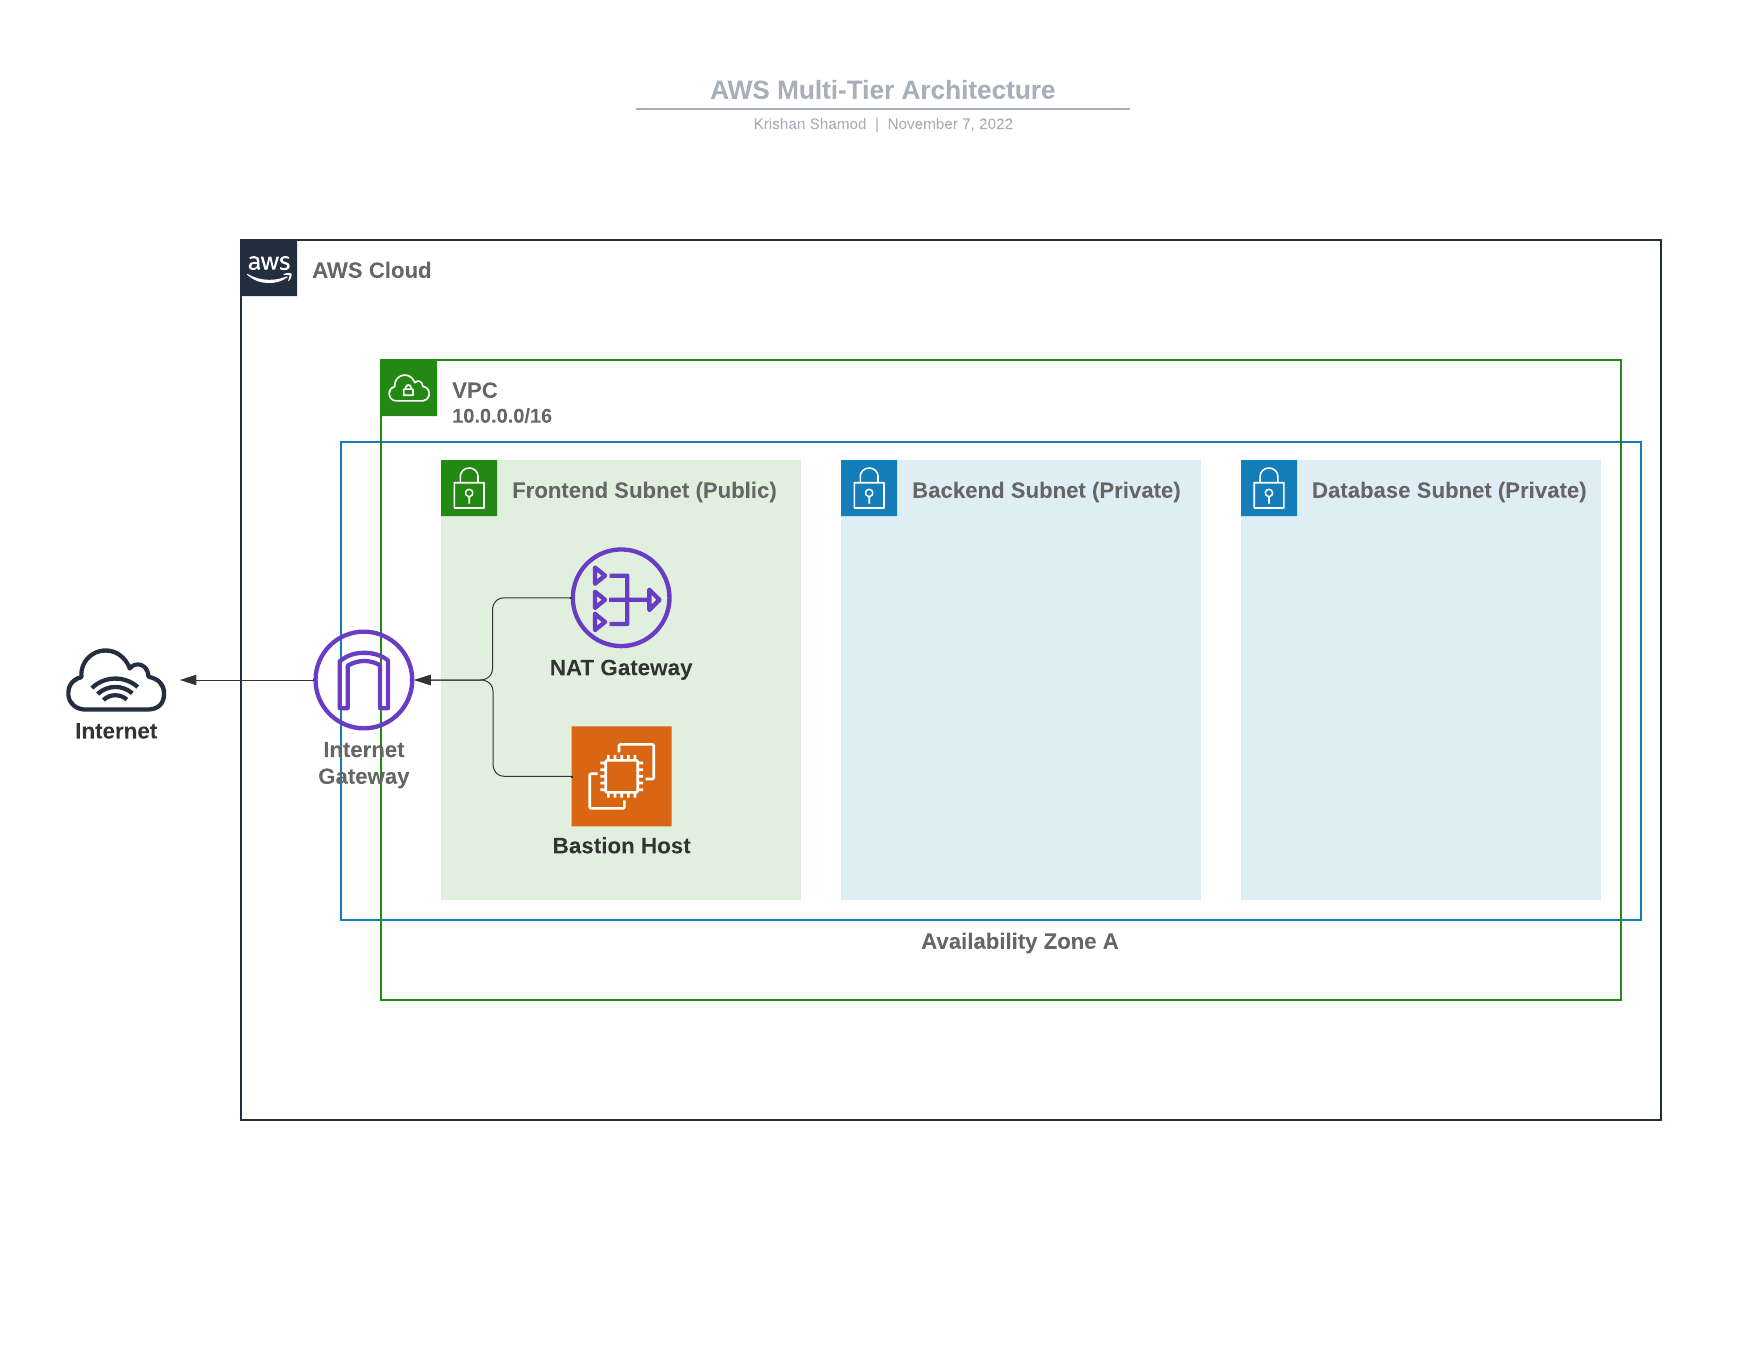 AWS Multi-Tier Architecture
Krishan Shamod | November 7, 2022
aws
AWS Cloud
VPC
10.0.0.0/16
Frontend Subnet (Public)
Backend Subnet (Private)
Database Subnet (Private)
NAT Gateway
Internet
Internet
Gateway
Bastion Host
Availability Zone A